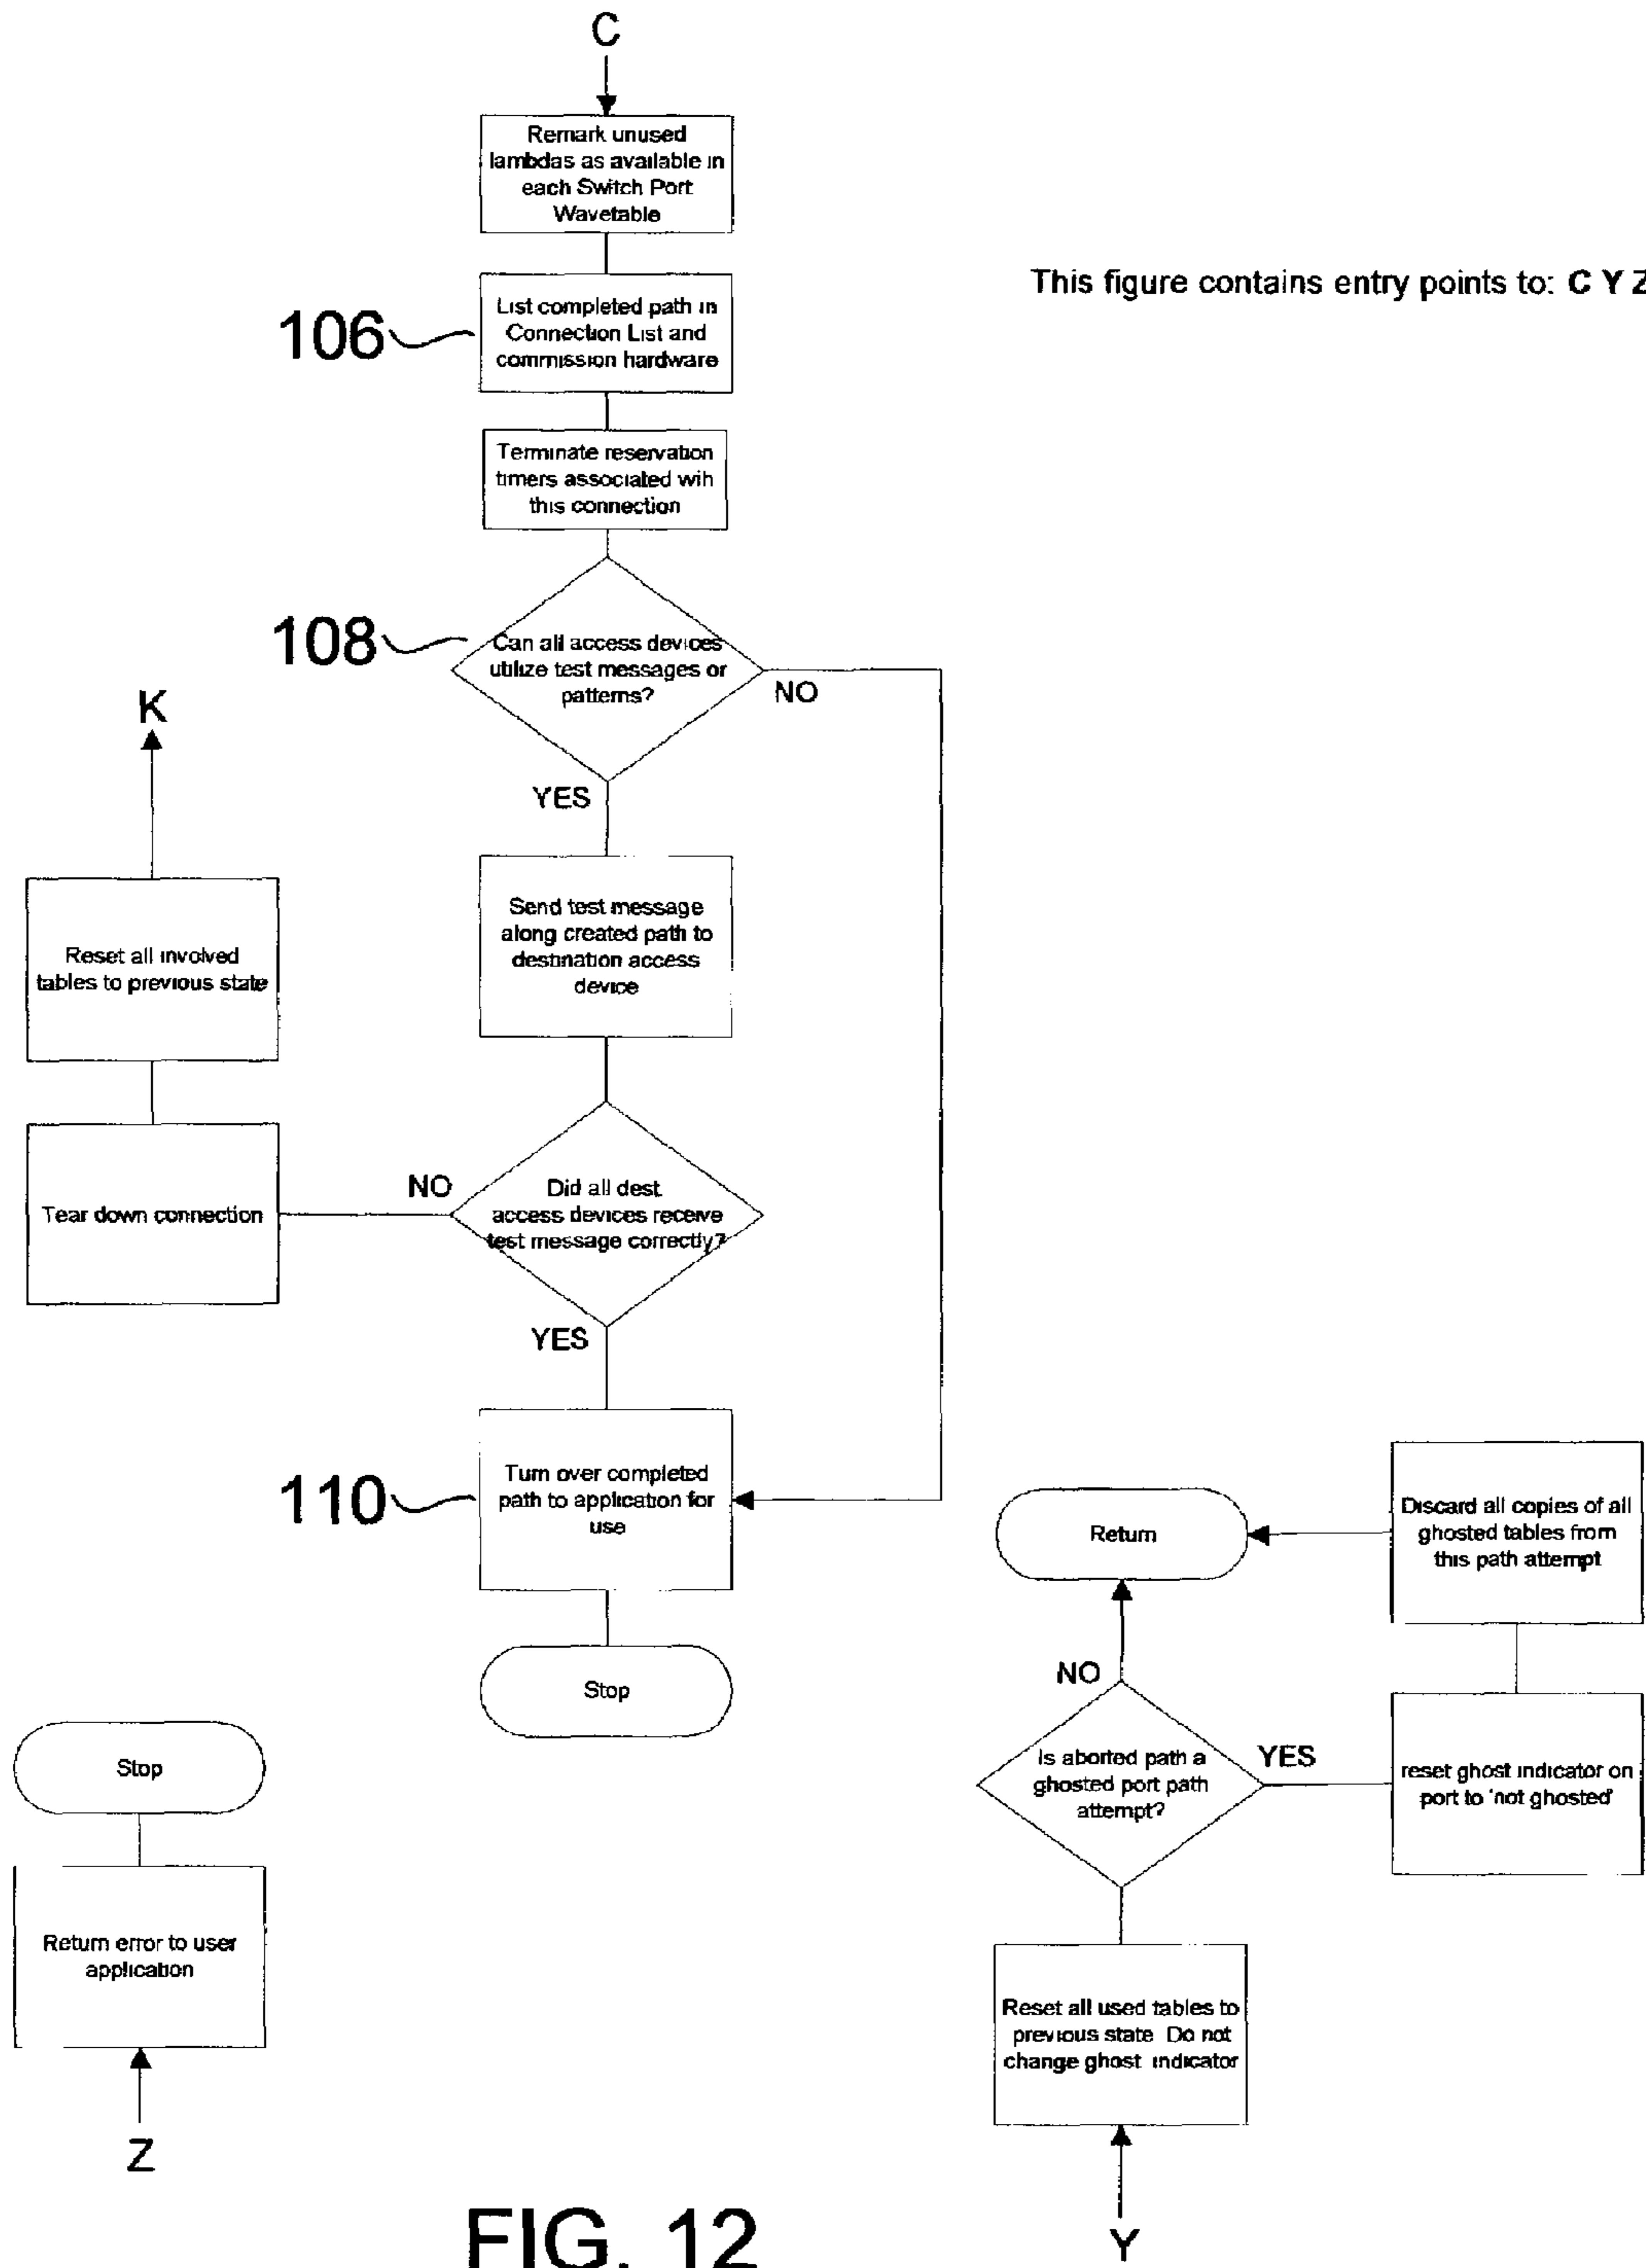 C
Remark unused
lambdas as available in
each Switch Port
Wavetable
This figure contains entry points to: C Y Z
106
List completed path in
Connection List and
commission hardware
Terminate reservation
timers associated wih
this connection
108
Can all access devices
utilize test messages or
patterns?
NO
YES
K
Send test message
along created path to
destination access
device
Reset all involved
tables to previous state
Tear down connection
NO
Did all dest.
access devices receive
test message correctly?
YES
110
Turn over completed
path to application for
use
Stop
Return
Discard all copies of all
ghosted tables from
this path attempt
NO
Is aborted path a
ghosted port path
attempt?
YES
reset ghost indicator on
port to 'not ghosted'
Stop
Return error to user
application
Z
Reset all used tables to
previous state Do not
change ghost indicator
Y
FIG. 12